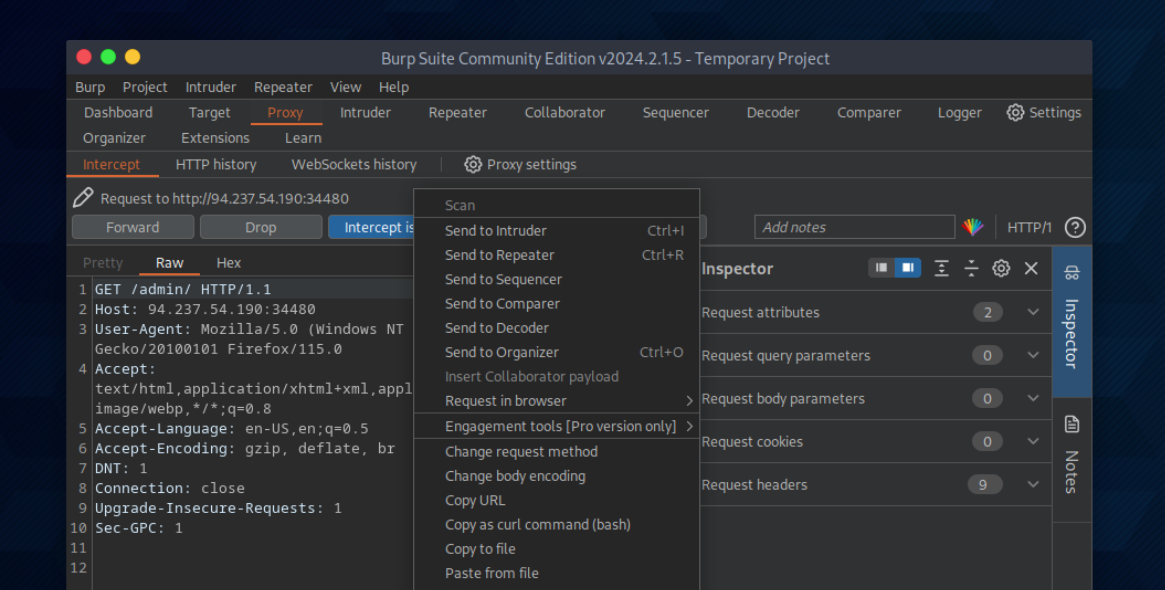 Burp Suite Community Edition v2024.2.1.5 - Temporary Project
Burp Project Intruder Repeater View Help
Dashboard Target Proxy Intruder Repeater Collaborator Sequencer Decoder Comparer Logger Settings
Organizer Extensions Learn
Intercept HTTP history WebSockets history Proxy settings
Request to http://94.237.54.190:34480
Forward Drop Intercept is Add notes HTTP/1 ?
Pretty Raw Hex
1 GET /admin/ HTTP/1.1
2 Host: 94.237.54.190:34480
3 User-Agent: Mozilla/5.0 (Windows NT
Gecko/20100101 Firefox/115.0
4 Accept:
text/html,application/xhtml+xml,appl
image/webp,*/*;q=0.8
5 Accept-Language: en-US,en;q=0.5
6 Accept-Encoding: gzip, deflate, br
7 DNT: 1
8 Connection: close
9 Upgrade-Insecure-Requests: 1
10 Sec-GPC: 1
11
12
Scan
Send to Intruder Ctrl+I
Send to Repeater Ctrl+R
Send to Sequencer
Send to Comparer
Send to Decoder
Send to Organizer Ctrl+O
Insert Collaborator payload
Request in browser
Engagement tools [Pro version only]
Change request method
Change body encoding
Copy URL
Copy as curl command (bash)
Copy to file
Paste from file
Inspector
Request attributes 2
Request query parameters 0
Request body parameters 0
Request cookies 0
Request headers 9
Inspector
Notes